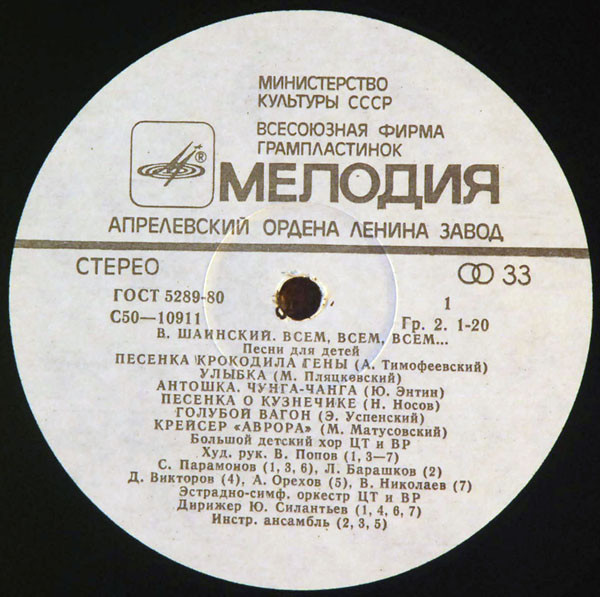 МИНИСТЕРСТВО
КУЛЬТУРЫ СССР
ВСЕСОЮЗНАЯ ФИРМА
ГРАМПЛАСТИНОК
® МЕЛОДИЯ
АПРЕЛЕВСКИЙ ОРДЕНА ЛЕНИНА ЗАВОД
СТЕРЕО 33
ГОСТ 5289-80 1
С50—10911 Гр. 2. 1-20
В. ШАИНСКИЙ. ВСЕМ, ВСЕМ, ВСЕМ...
Песни для детей
ПЕСЕНКА КРОКОДИЛА ГЕНЫ (А. Тимофеевский)
УЛЫБКА (М. Пляцковский)
АНТОШКА. ЧУНГА-ЧАНГА (Ю. Энтин)
ПЕСЕНКА О КУЗНЕЧИКЕ (Н. Носов)
ГОЛУБОЙ ВАГОН (Э. Успенский)
КРЕЙСЕР «АВРОРА» (М. Матусовский)
Большой детский хор ЦТ и ВР
Худ. рук. В. Попов (1, 3—7)
С. Парамонов (1, 3, 6), Л. Барашков (2)
Д. Викторов (4), А. Орехов (5), В. Николаев (7)
Эстрадно-симф. оркестр ЦТ и ВР
Дирижер Ю. Силантьев (1, 4, 6, 7)
Инстр. ансамбль (2, 3, 5)